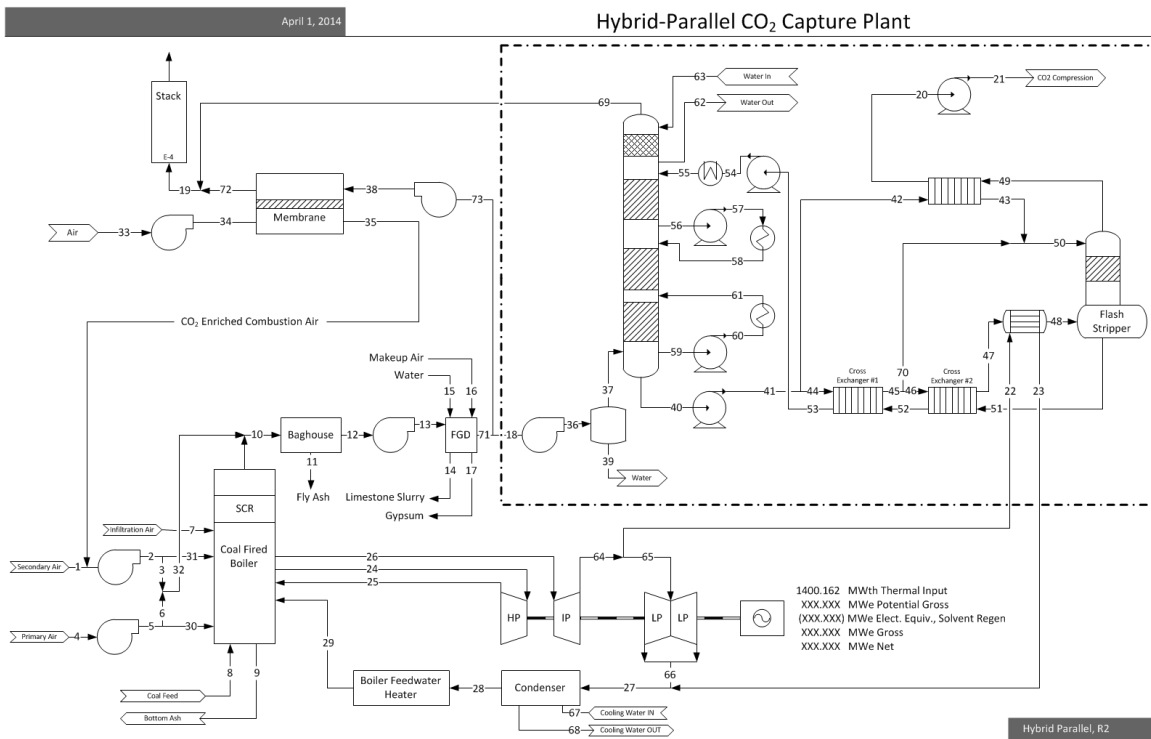 April 1, 2014
Hybrid-Parallel CO2 Capture Plant
Stack
E-4
69
63
Water In
62
Water Out
20
21
CO2 Compression
19
72
38
73
Membrane
Air
33
34
35
55
54
56
57
58
61
59
60
42
49
43
50
Flash
Stripper
48
47
70
22
23
CO2 Enriched Combustion Air
Makeup Air
Water
15
16
37
40
41
44
53
Cross
Exchanger #1
45
46
52
Cross
Exchanger #2
51
10
Baghouse
12
13
FGD
71
18
36
11
Fly Ash
14
17
Limestone Slurry
Gypsum
39
Water
SCR
Infiltration Air
7
Coal Fired
Boiler
Secondary Air
1
2
31
3
32
6
Primary Air
4
5
30
26
24
25
64
65
HP
IP
LP
LP
1400.162 MWth Thermal Input
XXX.XXX MWe Potential Gross
(XXX.XXX) MWe Elect. Equiv., Solvent Regen
XXX.XXX MWe Gross
XXX.XXX MWe Net
29
8
9
Coal Feed
Bottom Ash
Boiler Feedwater
Heater
28
Condenser
27
66
67
Cooling Water IN
68
Cooling Water OUT
Hybrid Parallel, R2